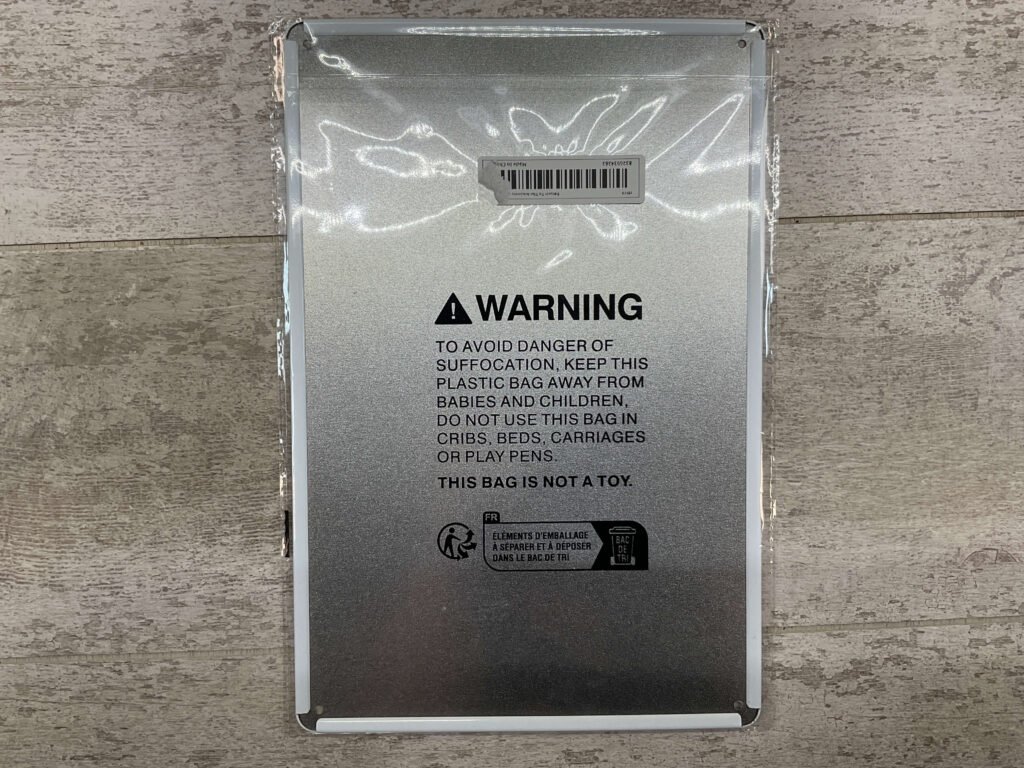 WARNING
TO AVOID DANGER OF
SUFFOCATION, KEEP THIS
PLASTIC BAG AWAY FROM
BABIES AND CHILDREN,
DO NOT USE THIS BAG IN
CRIBS, BEDS, CARRIAGES
OR PLAY PENS.
THIS BAG IS NOT A TOY.
FR
ELÉMENTS D'EMBALLAGE
À SÉPARER ET À DÉPOSER
DANS LE BAC DE TRI
BAC
DE
TRI